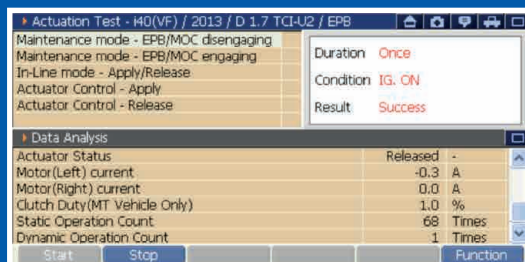 Actuation Test - i40(VF) / 2013 / D 1.7 TCI-U2 / EPB
Maintenance mode - EPB/MOC disengaging
Maintenance mode - EPB/MOC engaging
In-Line mode - Apply/Release
Actuator Control - Apply
Actuator Control - Release
Duration Once
Condition IG. ON
Result Success
Data Analysis
Actuator Status Released -
Motor(Left) current -0.3 A
Motor(Right) current 0.0 A
Clutch Duty(MT Vehicle Only) 1.0 %
Static Operation Count 68 Times
Dynamic Operation Count 1 Times
Start Stop Function